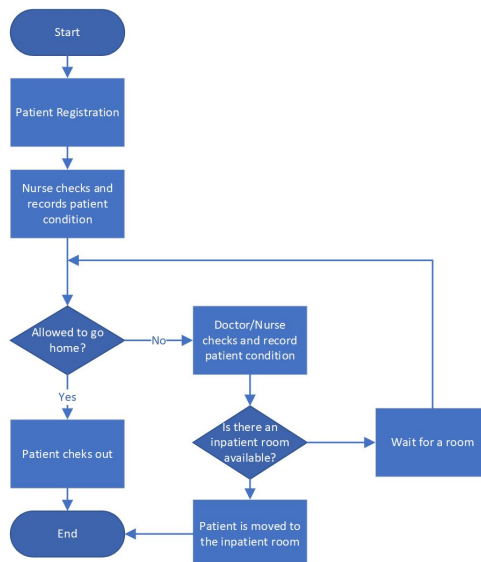 Start
Patient Registration
Nurse checks and
records patient
condition
Allowed to go
home?
No
Doctor/Nurse
checks and record
patient condition
Yes
Is there an
inpatient room
available?
Wait for a room
Patient cheks out
Patient is moved to
the inpatient room
End